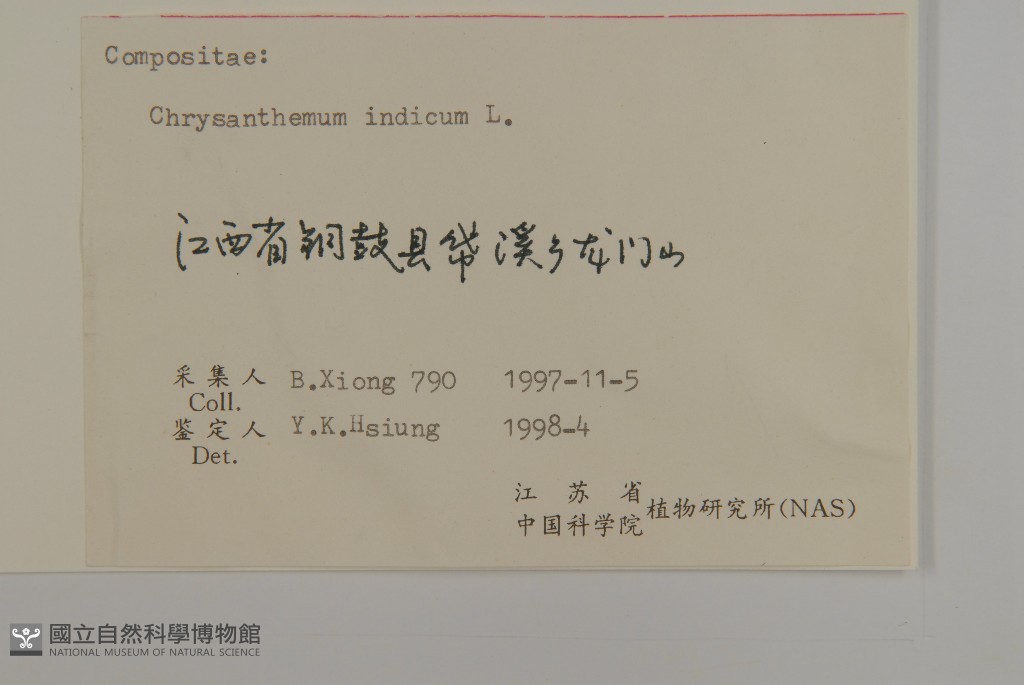 Compositae:
Chrysanthemum indicum L.
江西省铜鼓县带溪乡龙门山
采集人 B.Xiong 790 1997-11-5
Coll.
鉴定人 Y.K.Hsiung 1998-4
Det.
江苏省
中国科学院 植物研究所(NAS)
國立自然科學博物館
NATIONAL MUSEUM OF NATURAL SCIENCE